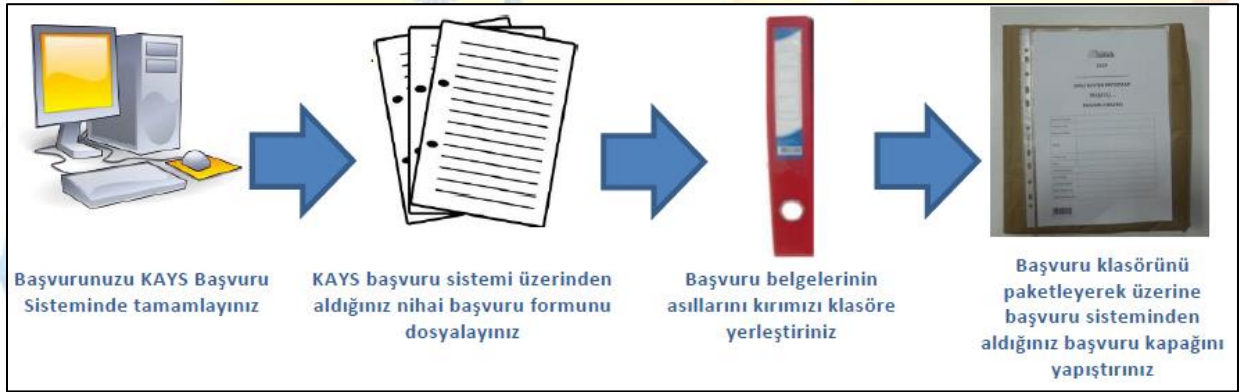 Başvurunuzu KAYS Başvuru
Sisteminde tamamlayınız
KAYS başvuru sistemi üzerinden
aldığınız nihai başvuru formunu
dosyalayınız
Başvuru belgelerinin
asıllarını kırımızı klasöre
yerleştiriniz
Başvuru klasörünü
paketleyerek üzerine
başvuru sisteminden
aldığınız başvuru kapağını
yapıştırınız